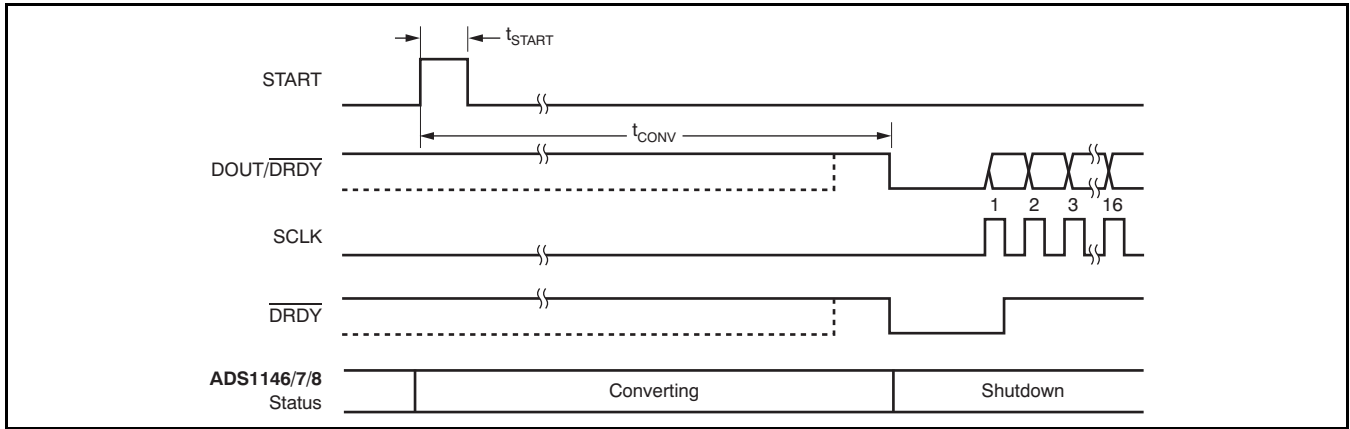 tSTART
START
tCONV
DOUT/DRDY
1 2 3 16
SCLK
DRDY
ADS1146/7/8
Status
Converting
Shutdown